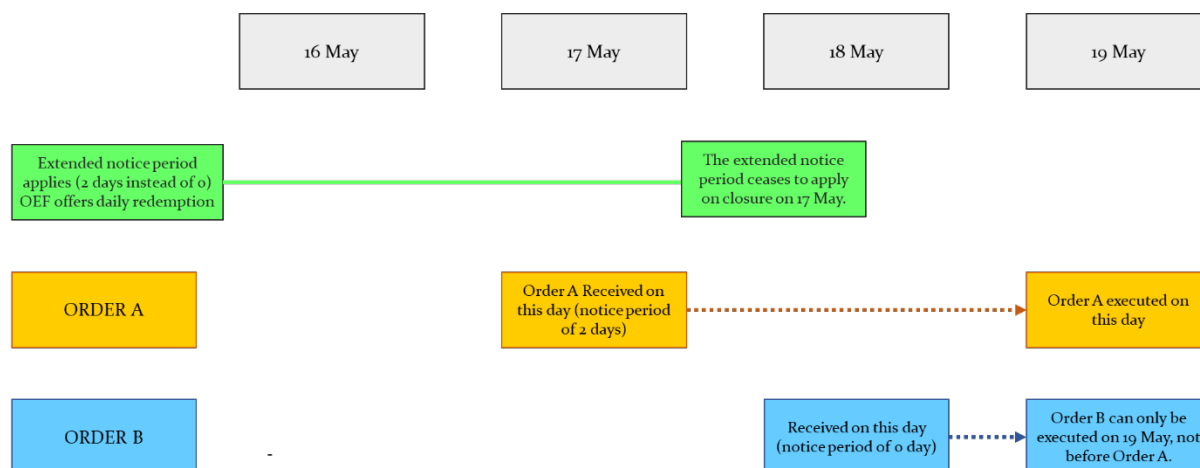 16 May
17 May
18 May
19 May
Extended notice period
applies (2 days instead of 0)
OEF offers daily redemption
The extended notice
period ceases to apply
on closure on 17 May.
ORDER A
Order A Received on
this day (notice period
of 2 days)
Order A executed on
this day
ORDER B
-
Received on this day
(notice period of 0 day)
Order B can only be
executed on 19 May, not
before Order A.